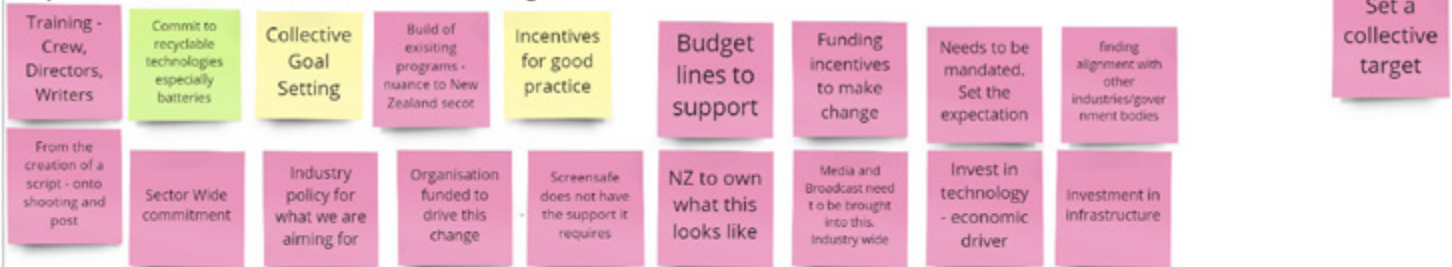 Training -
Crew,
Directors,
Writers
Commit to
recyclable
technologies
especially
batteries
Collective
Goal
Setting
Build of
exisiting
programs -
nuance to New
Zealand secot
Incentives
for good
practice
Budget
lines to
support
Funding
incentives
to make
change
Needs to be
mandated.
Set the
expectation
finding
alignment with
other
industries/gover
nment bodies
Set a
collective
target
From the
creation of a
script - onto
shooting and
post
Sector Wide
commitment
Industry
policy for
what we are
aiming for
Organisation
funded to
drive this
change
Screensafe
does not have
the support it
requires
NZ to own
what this
looks like
Media and
Broadcast need
t o be brought
into this.
Industry wide
Invest in
technology
- economic
driver
Investment in
infrastructure